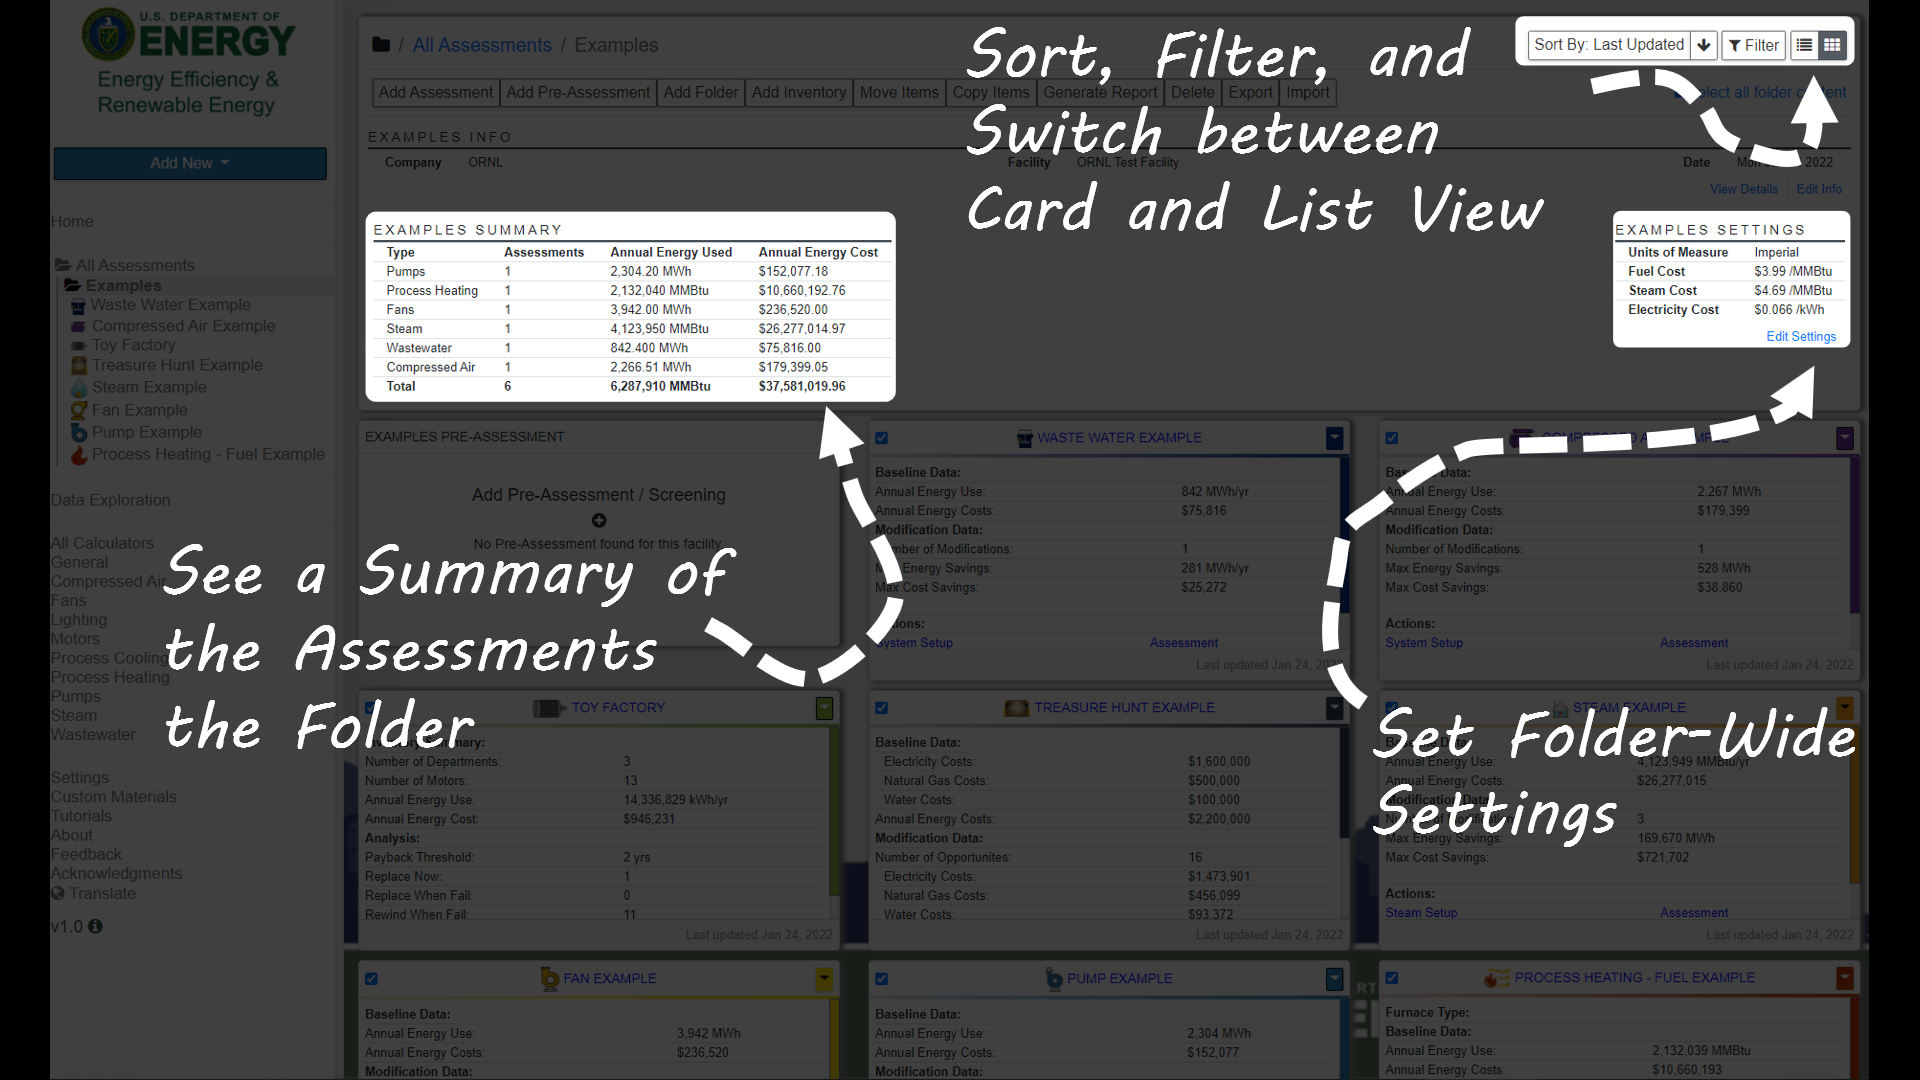 U.S. DEPARTMENT OF
ENERGY
Energy Efficiency &
Renewable Energy
Add New
Home
All Assessments
Examples
Waste Water Example
Compressed Air Example
Toy Factory
Treasure Hunt Example
Steam Example
Fan Example
Pump Example
Process Heating - Fuel Example
Data Exploration
All Calculators
General
Compressed Air
Fans
Lighting
Motors
Process Cooling
Process Heating
Pumps
Steam
Wastewater
Settings
Custom Materials
Tutorials
About
Feedback
Acknowledgments
Translate
v1.0
/ All Assessments / Examples
Sort By: Last Updated Filter
Add Assessment Add Pre-Assessment Add Folder Add Inventory Move Items Copy Items Generate Report Delete Export Import
Sort, Filter, and
Switch between
Card and List View
EXAMPLES INFO
Company ORNL Facility ORNL Test Facility Date 2022
View Details Edit Info
EXAMPLES SUMMARY
Type Assessments Annual Energy Used Annual Energy Cost
Pumps 1 2,304.20 MWh $152,077.18
Process Heating 1 2,132,040 MMBtu $10,660,192.76
Fans 1 3,942.00 MWh $236,520.00
Steam 1 4,123,950 MMBtu $26,277,014.97
Wastewater 1 842.400 MWh $75,816.00
Compressed Air 1 2,266.51 MWh $179,399.05
Total 6 6,287,910 MMBtu $37,581,019.96
EXAMPLES SETTINGS
Units of Measure Imperial
Fuel Cost $3.99 /MMBtu
Steam Cost $4.69 /MMBtu
Electricity Cost $0.066 /kWh
Edit Settings
EXAMPLES PRE-ASSESSMENT
Add Pre-Assessment / Screening
No Pre-Assessment found for this facility.
See a Summary of
the Assessments
the Folder
WASTE WATER EXAMPLE
Baseline Data:
Annual Energy Use: 842 MWh/yr
Annual Energy Costs: $75,816
Modification Data:
Number of Modifications: 1
Max Energy Savings: 281 MWh/yr
Max Cost Savings: $25,272
System Setup Assessment
Last updated Jan 24, 2022
Annual Energy Use: 2,267 MWh
Annual Energy Costs: $179,399
Modification Data:
Number of Modifications: 1
Max Energy Savings: 528 MWh
Max Cost Savings: $38,860
Actions:
System Setup Assessment
Last updated Jan 24, 2022
Set Folder-Wide
Settings
TOY FACTORY
Summary:
Number of Departments: 3
Number of Motors: 13
Annual Energy Use: 14,336,829 kWh/yr
Annual Energy Cost: $946,231
Analysis:
Payback Threshold: 2 yrs
Replace Now: 1
Replace When Fail: 0
Rewind When Fail: 11
Last updated Jan 24, 2022
TREASURE HUNT EXAMPLE
Baseline Data:
Electricity Costs: $1,600,000
Natural Gas Costs: $500,000
Water Costs: $100,000
Annual Energy Costs: $2,200,000
Modification Data:
Number of Opportunites: 16
Electricity Costs: $1,473,901
Natural Gas Costs: $456,099
Water Costs: $93,372
Last updated Jan 24, 2022
STEAM EXAMPLE
Annual Energy Use: 4,123,949 MMBtu/yr
Annual Energy Costs: $26,277,015
3
Max Energy Savings: 169,670 MWh
Max Cost Savings: $721,702
Actions:
Steam Setup Assessment
Last updated Jan 24, 2022
FAN EXAMPLE
Baseline Data:
Annual Energy Use: 3,942 MWh
Annual Energy Costs: $236,520
Modification Data:
PUMP EXAMPLE
Baseline Data:
Annual Energy Use: 2,304 MWh
Annual Energy Costs: $152,077
Modification Data:
PROCESS HEATING - FUEL EXAMPLE
Furnace Type:
Baseline Data:
Annual Energy Use: 2,132,039 MMBtu
Annual Energy Costs: $10,660,193